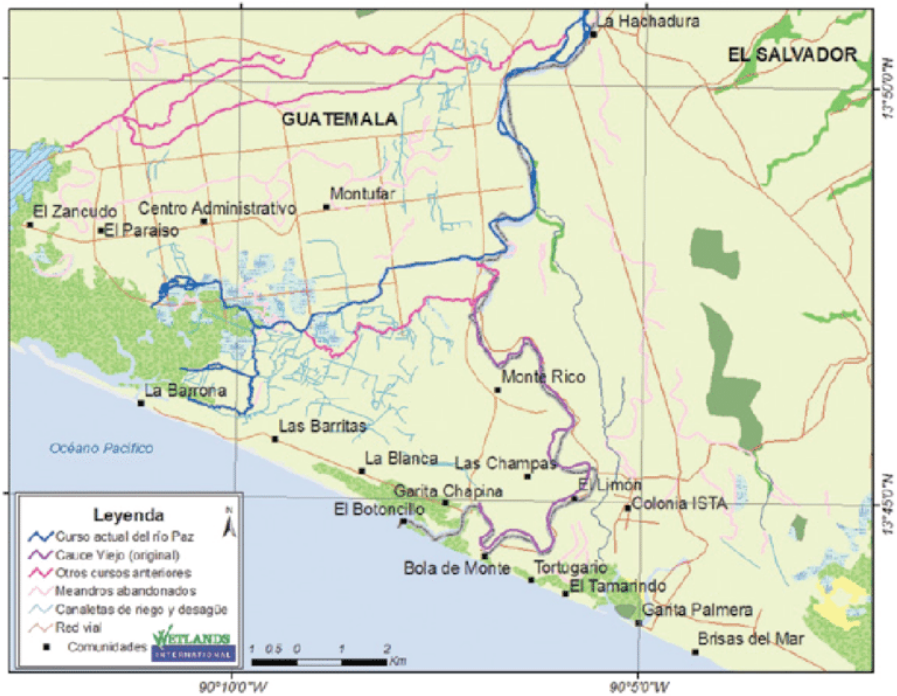 La Hachadura
EL SALVADOR
13°50'0"N
GUATEMALA
Montufar
El Zancudo
Centro Administrativo
El Paraiso
Monte Rico
La Barrona
Las Barritas
Océano Pacífico
La Blanca
Las Champas
El Limón
Garita Chapina
Colonia ISTA
13°45'0"N
El Botoncillo
Bola de Monte
Tortugario
El Tamarindo
Garita Palmera
Brisas del Mar
Leyenda
N
Curso actual del río Paz
Cauce Viejo (original)
Otros cursos anteriores
Meandros abandonados
Canaletas de riego y desagüe
Red vial
Comunidades
WETLANDS
INTERNATIONAL
1 0.5 0 1 2
Km
90°10'0"W
90°5'0"W